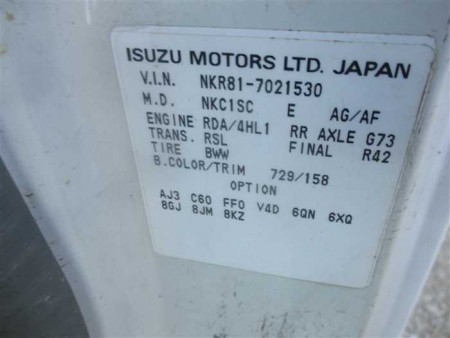 ISUZU MOTORS LTD. JAPAN
V.I.N. NKR81-7021530
M.D. NKC1SC E AG/AF
ENGINE RDA/4HL1 RR AXLE G73
TRANS. RSL FINAL R42
TIRE BWW
B.COLOR/TRIM 729/158
OPTION
AJ3 C60 FF0 V4D 6QN 6XQ
8GJ 8JM 8KZ